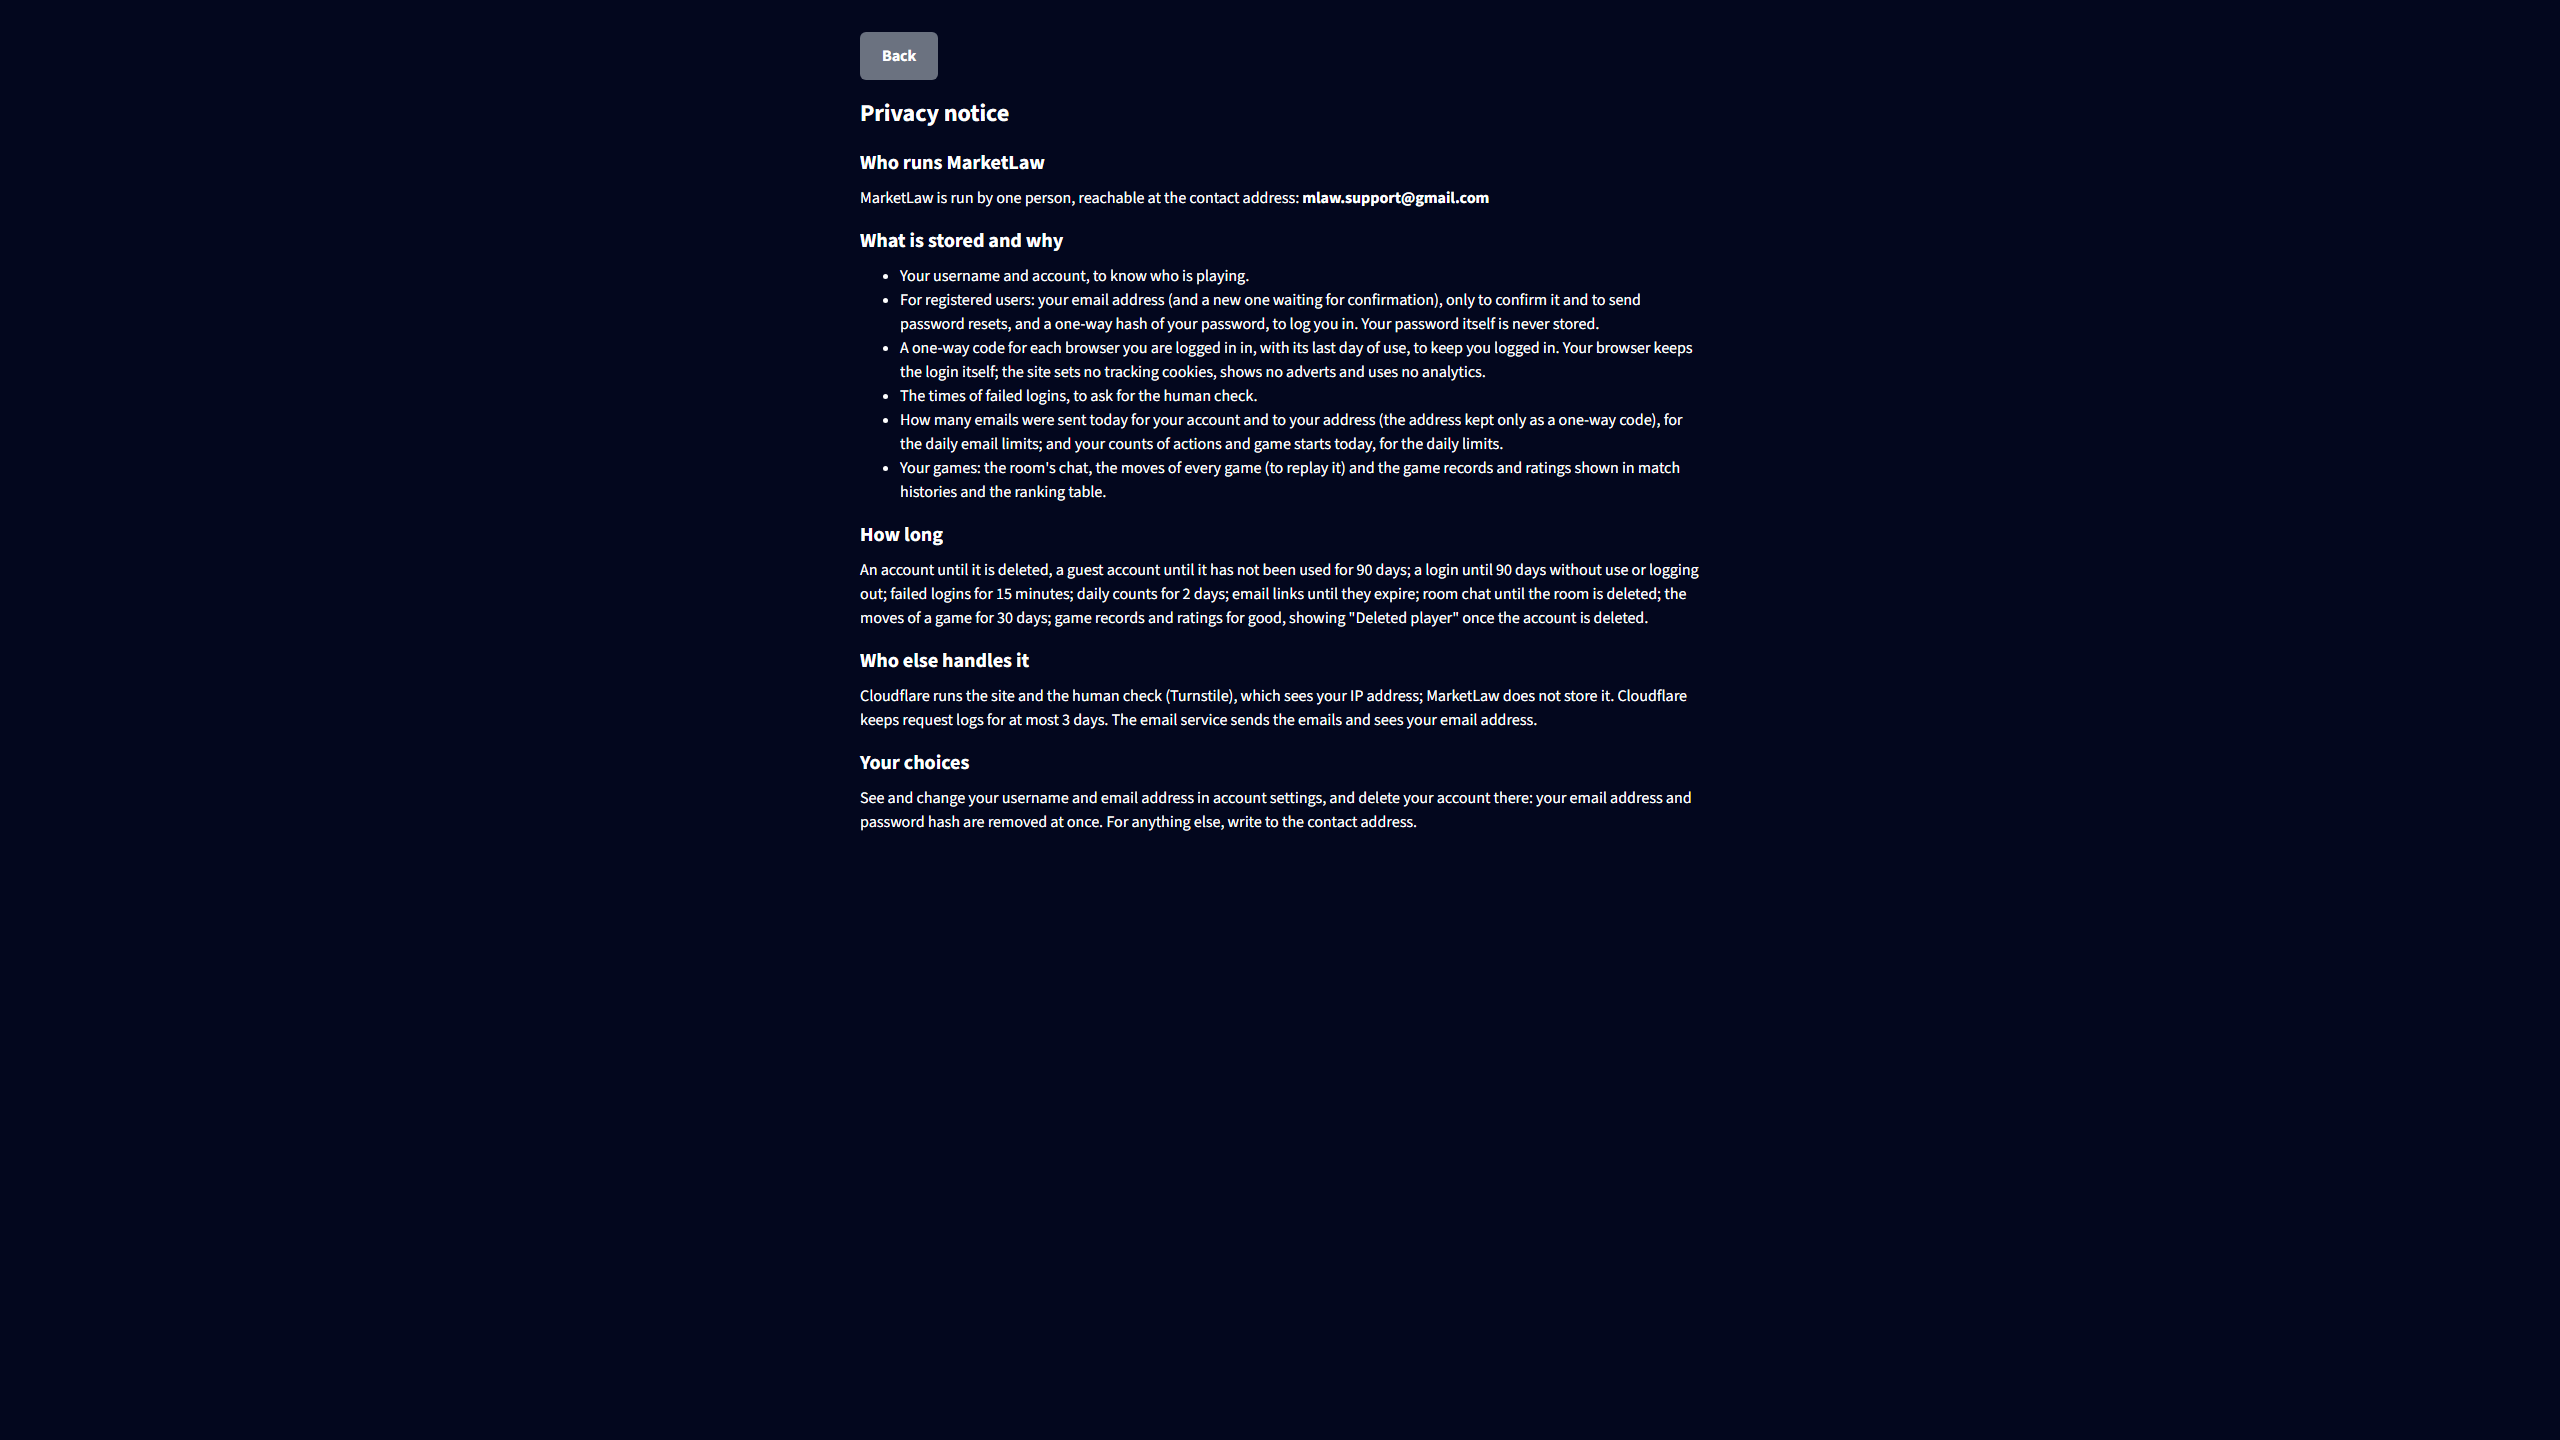 Back
Privacy notice
Who runs MarketLaw
MarketLaw is run by one person, reachable at the contact address: mlaw.support@gmail.com
What is stored and why
• Your username and account, to know who is playing.
• For registered users: your email address (and a new one waiting for confirmation), only to confirm it and to send
password resets, and a one-way hash of your password, to log you in. Your password itself is never stored.
• A one-way code for each browser you are logged in in, with its last day of use, to keep you logged in. Your browser keeps
the login itself; the site sets no tracking cookies, shows no adverts and uses no analytics.
• The times of failed logins, to ask for the human check.
• How many emails were sent today for your account and to your address (the address kept only as a one-way code), for
the daily email limits; and your counts of actions and game starts today, for the daily limits.
• Your games: the room's chat, the moves of every game (to replay it) and the game records and ratings shown in match
histories and the ranking table.
How long
An account until it is deleted, a guest account until it has not been used for 90 days; a login until 90 days without use or logging
out; failed logins for 15 minutes; daily counts for 2 days; email links until they expire; room chat until the room is deleted; the
moves of a game for 30 days; game records and ratings for good, showing "Deleted player" once the account is deleted.
Who else handles it
Cloudflare runs the site and the human check (Turnstile), which sees your IP address; MarketLaw does not store it. Cloudflare
keeps request logs for at most 3 days. The email service sends the emails and sees your email address.
Your choices
See and change your username and email address in account settings, and delete your account there: your email address and
password hash are removed at once. For anything else, write to the contact address.